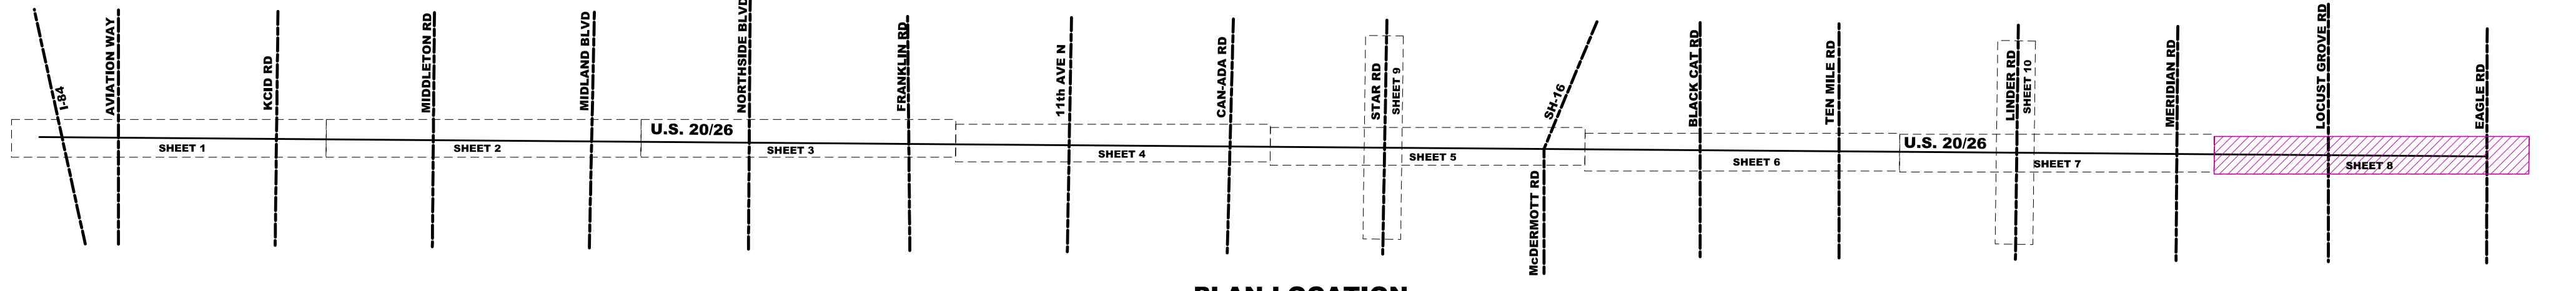 I-84
AVIATION WAY
KCID RD
MIDDLETON RD
MIDLAND BLVD
NORTHSIDE BLVD
FRANKLIN RD
11th AVE N
CAN-ADA RD
STAR RD
SHEET 9
SH-16
McDERMOTT RD
BLACK CAT RD
TEN MILE RD
LINDER RD
SHEET 10
MERIDIAN RD
LOCUST GROVE RD
EAGLE RD
U.S. 20/26
U.S. 20/26
SHEET 1
SHEET 2
SHEET 3
SHEET 4
SHEET 5
SHEET 6
SHEET 7
SHEET 8
PLAN LOCATION